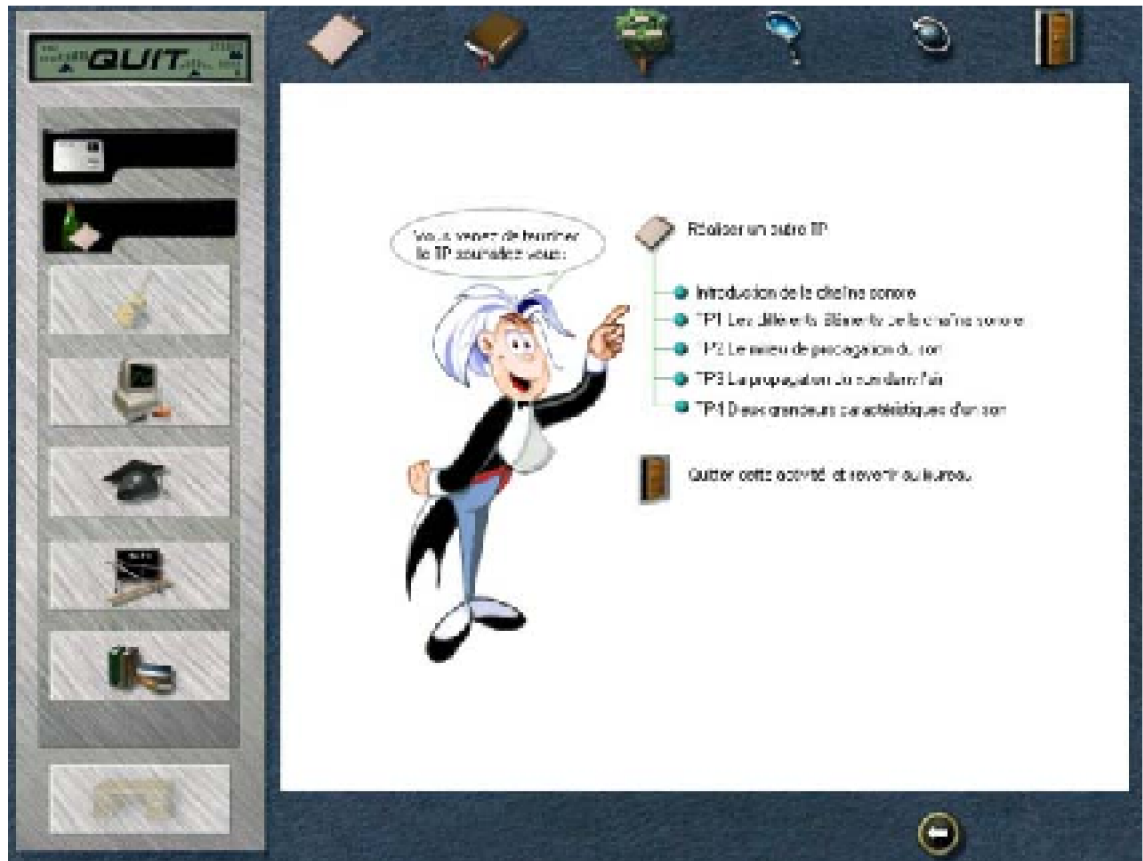 QUIT
Vous venez de terminer
le TP souhaitez vous :
Réaliser un autre TP
Introduction de la chaîne sonore
TP1 Les différents éléments de la chaîne sonore
TP2 Le milieu de propagation du son
TP3 La propagation du son dans l'air
TP4 Deux grandeurs caractéristiques d'un son
Quitter cette activité et revenir au bureau